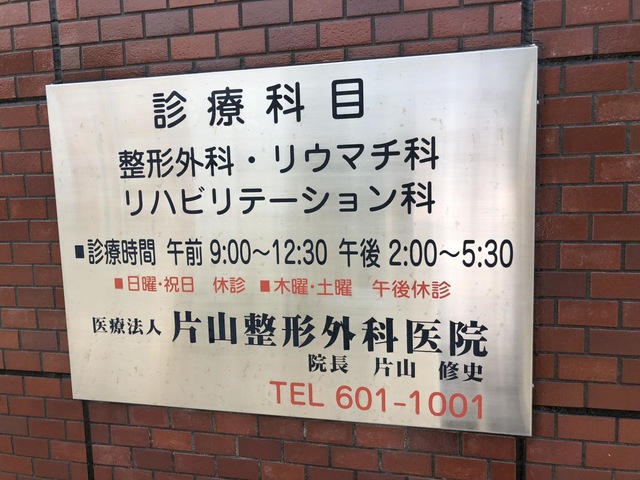 診療科目
整形外科・リウマチ科
リハビリテーション科
■診療時間 午前 9:00〜12:30 午後 2:00〜5:30
■日曜・祝日 休診 ■木曜・土曜 午後休診
医療法人 片山整形外科医院
院長 片山 修史
TEL 601-1001